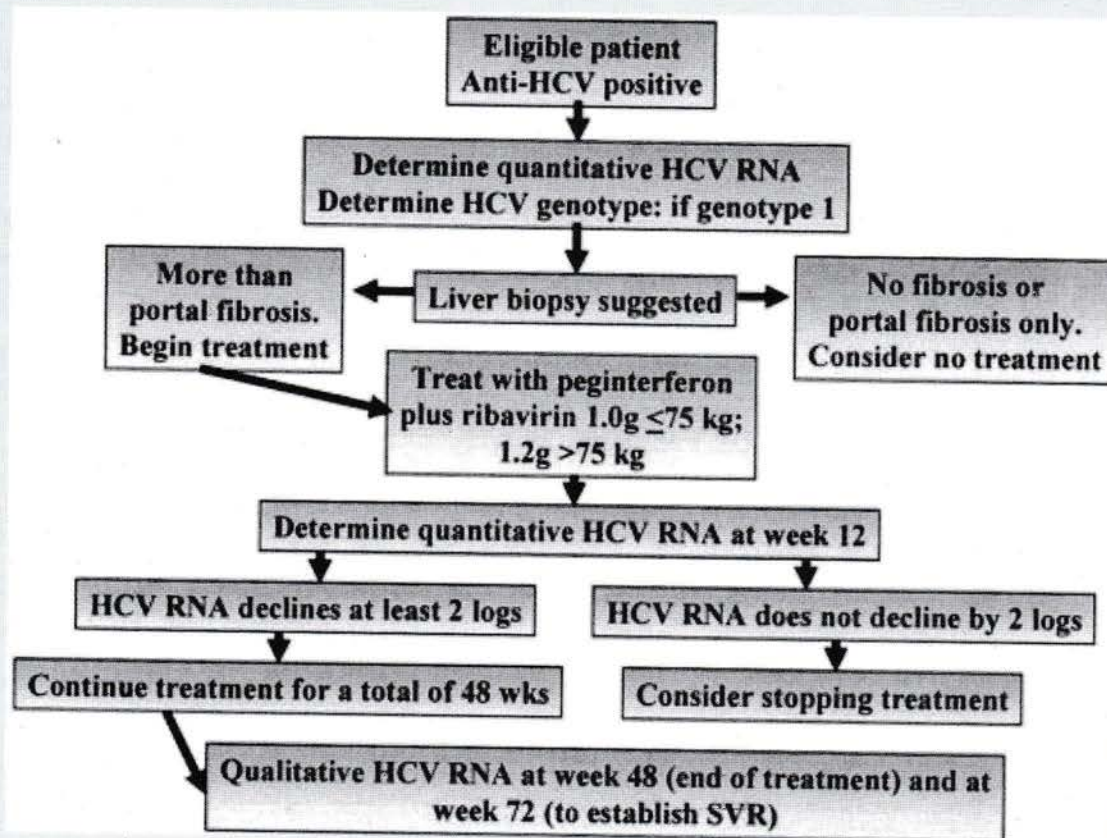 Eligible patient
Anti-HCV positive
Determine quantitative HCV RNA
Determine HCV genotype: if genotype 1
More than
portal fibrosis.
Begin treatment
Liver biopsy suggested
No fibrosis or
portal fibrosis only.
Consider no treatment
Treat with peginterferon
plus ribavirin 1.0g ≤75 kg;
1.2g >75 kg
Determine quantitative HCV RNA at week 12
HCV RNA declines at least 2 logs
HCV RNA does not decline by 2 logs
Continue treatment for a total of 48 wks
Consider stopping treatment
Qualitative HCV RNA at week 48 (end of treatment) and at
week 72 (to establish SVR)